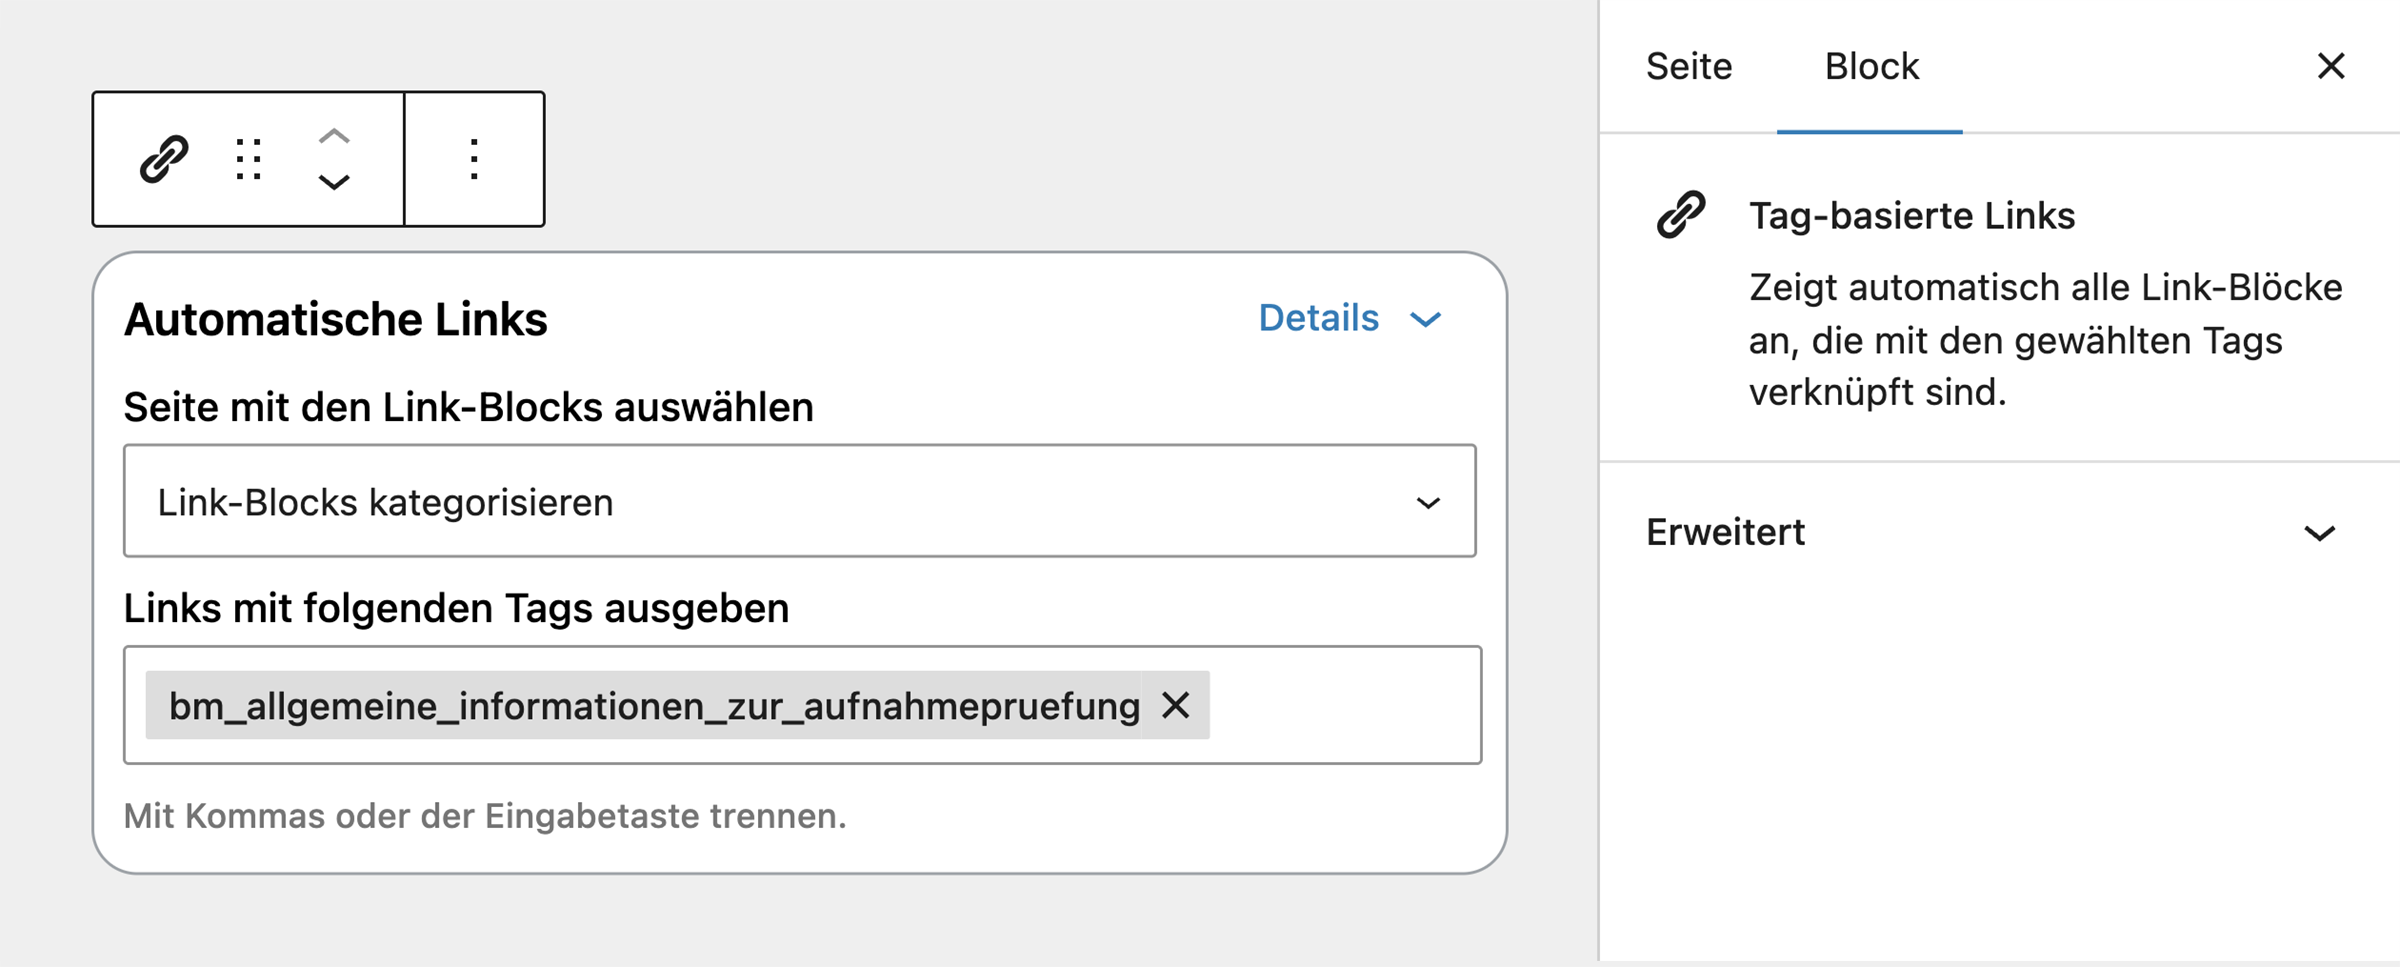 Automatische Links
Details
Seite mit den Link-Blocks auswählen
Link-Blocks kategorisieren
Links mit folgenden Tags ausgeben
bm_allgemeine_informationen_zur_aufnahmepruefung
Mit Kommas oder der Eingabetaste trennen.
Seite
Block
Tag-basierte Links
Zeigt automatisch alle Link-Blöcke
an, die mit den gewählten Tags
verknüpft sind.
Erweitert